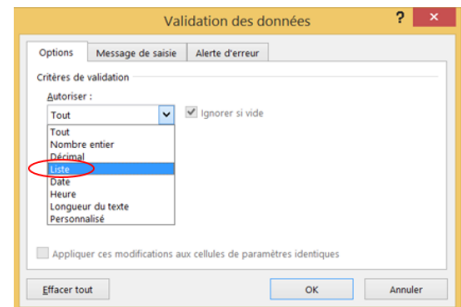 Validation des données ? ×
Options Message de saisie Alerte d'erreur
Critères de validation
Autoriser :
Tout Ignorer si vide
Tout
Nombre entier
Décimal
Liste
Date
Heure
Longueur du texte
Personnalisé
Appliquer ces modifications aux cellules de paramètres identiques
Effacer tout OK Annuler